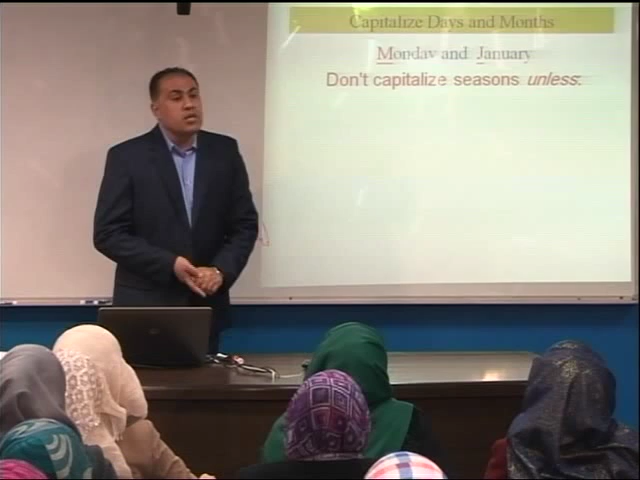 Capitalize Days and Months
Monday and January
Don't capitalize seasons unless: